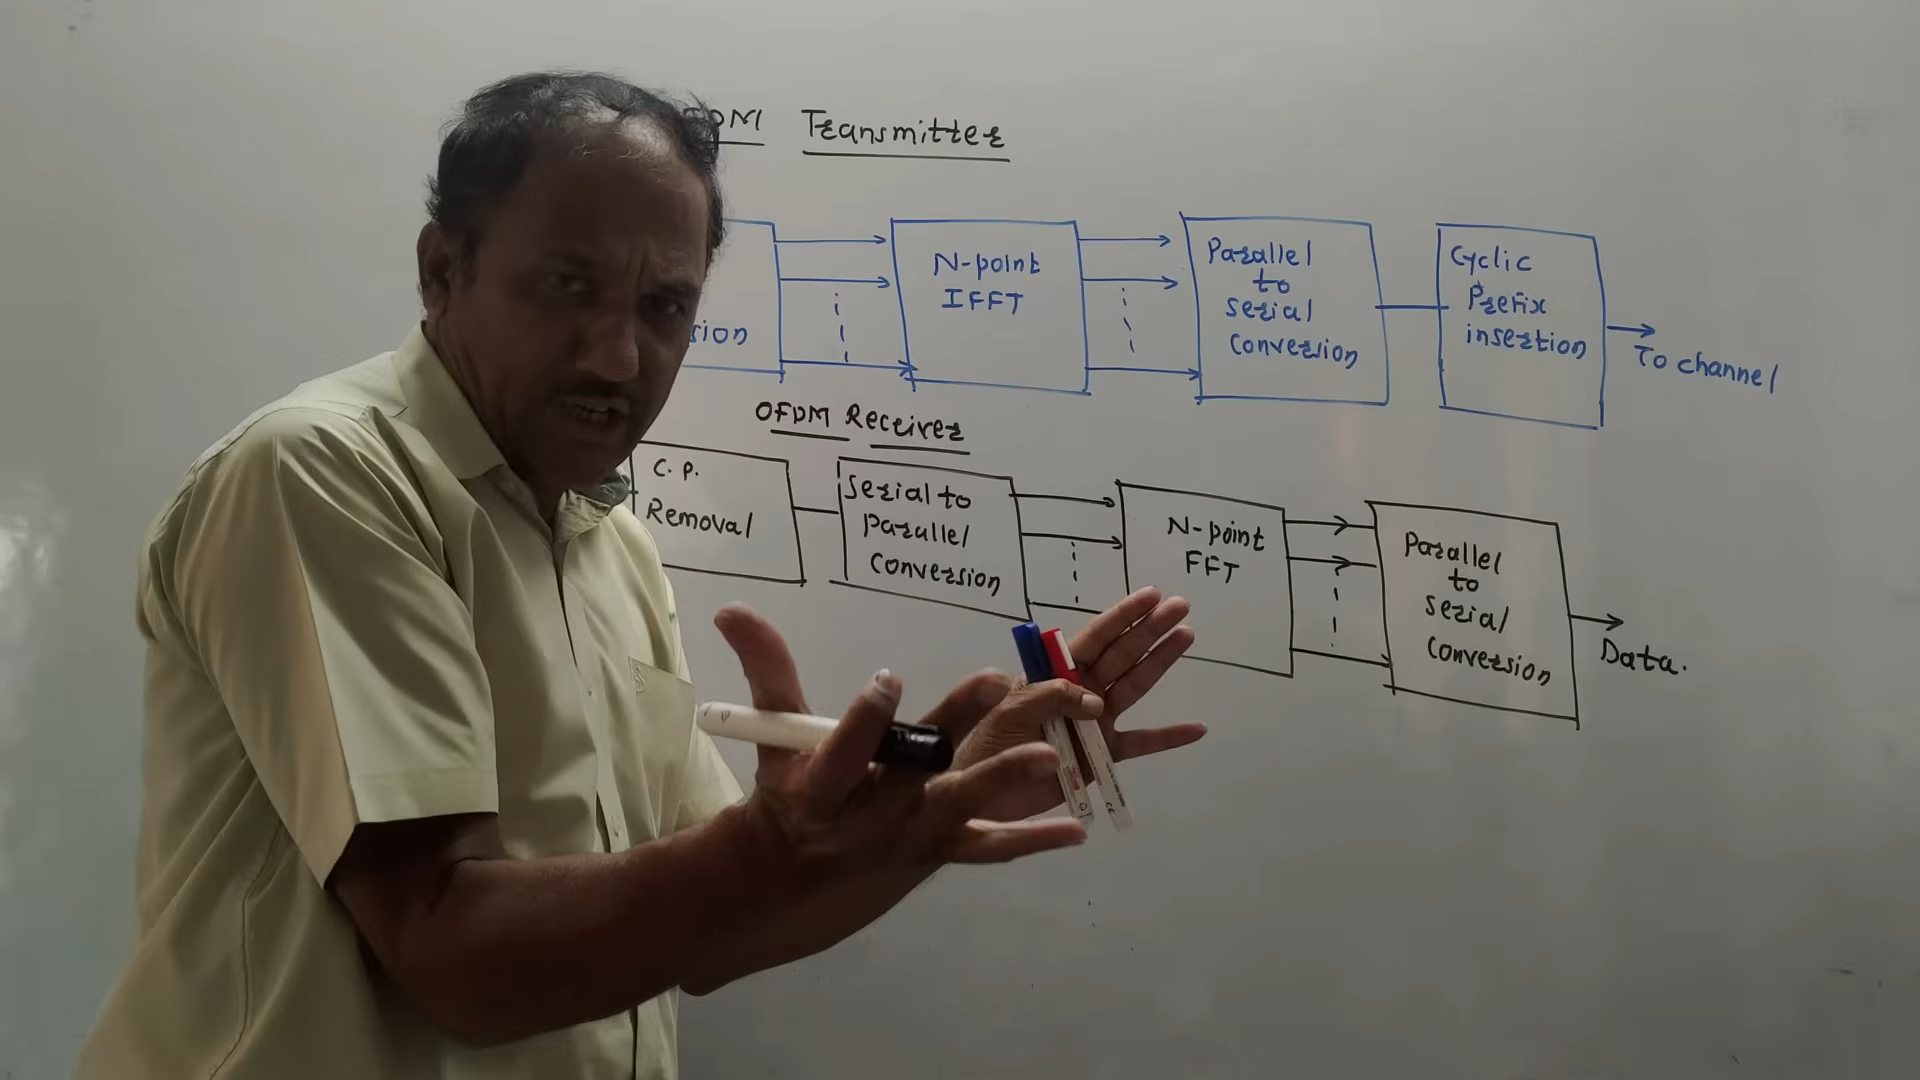 Transmitter
N-point
IFFT
Parallel
to
serial
conversion
Cyclic
Prefix
insertion
To channel
OFDM Receiver
C. P.
Removal
Serial to
Parallel
conversion
N-point
FFT
Parallel
to
serial
conversion
Data.